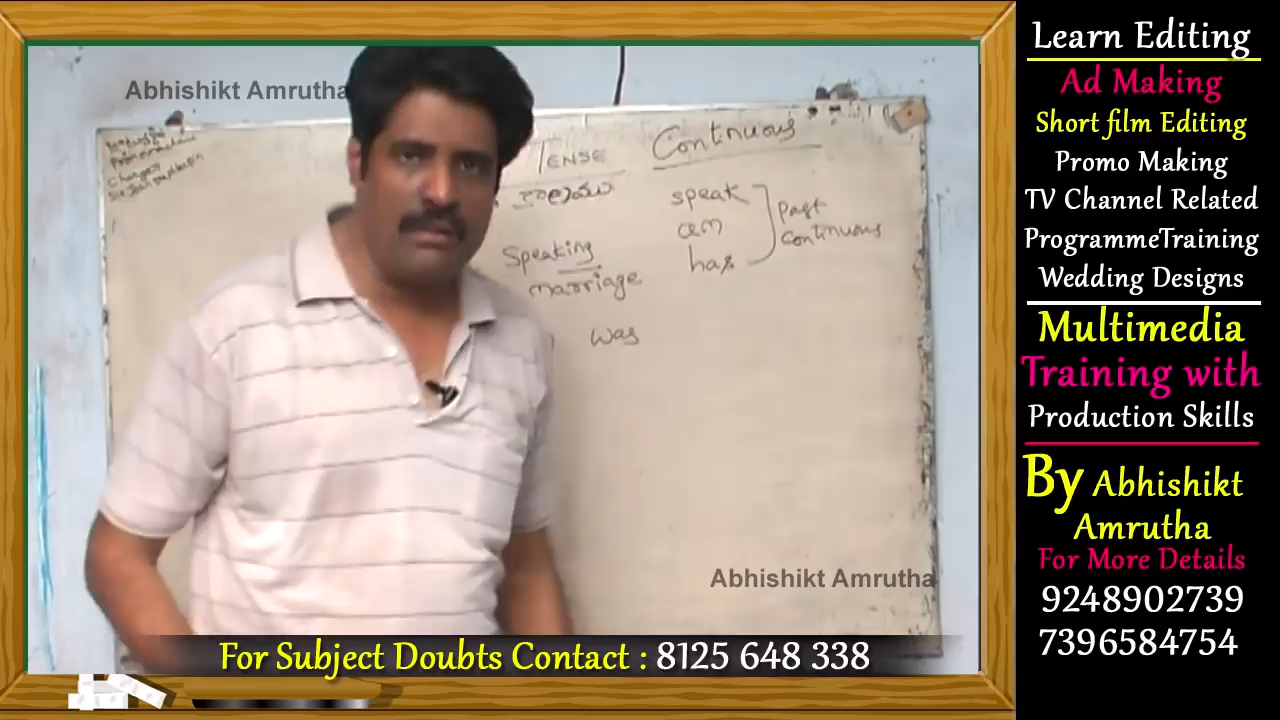 Abhishikt Amrutha
TENSE
Continuous
కాలము
speak
am
has
Past
Continuous
Speaking
marriage
was
Abhishikt Amrutha
For Subject Doubts Contact : 8125 648 338
Learn Editing
Ad Making
Short film Editing
Promo Making
TV Channel Related
ProgrammeTraining
Wedding Designs
Multimedia
Training with
Production Skills
By Abhishikt
Amrutha
For More Details
9248902739
7396584754